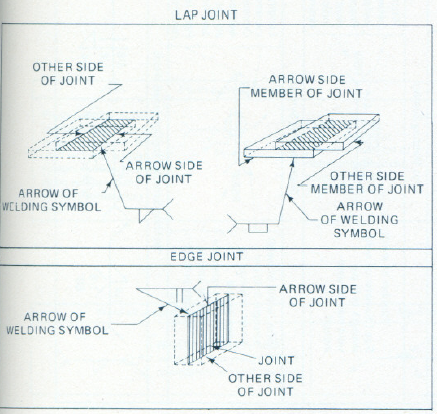 LAP JOINT
OTHER SIDE
OF JOINT
ARROW SIDE
OF JOINT
ARROW OF
WELDING SYMBOL
ARROW SIDE
MEMBER OF JOINT
OTHER SIDE
MEMBER OF JOINT
ARROW
OF WELDING
SYMBOL
EDGE JOINT
ARROW OF
WELDING SYMBOL
ARROW SIDE
OF JOINT
JOINT
OTHER SIDE
OF JOINT